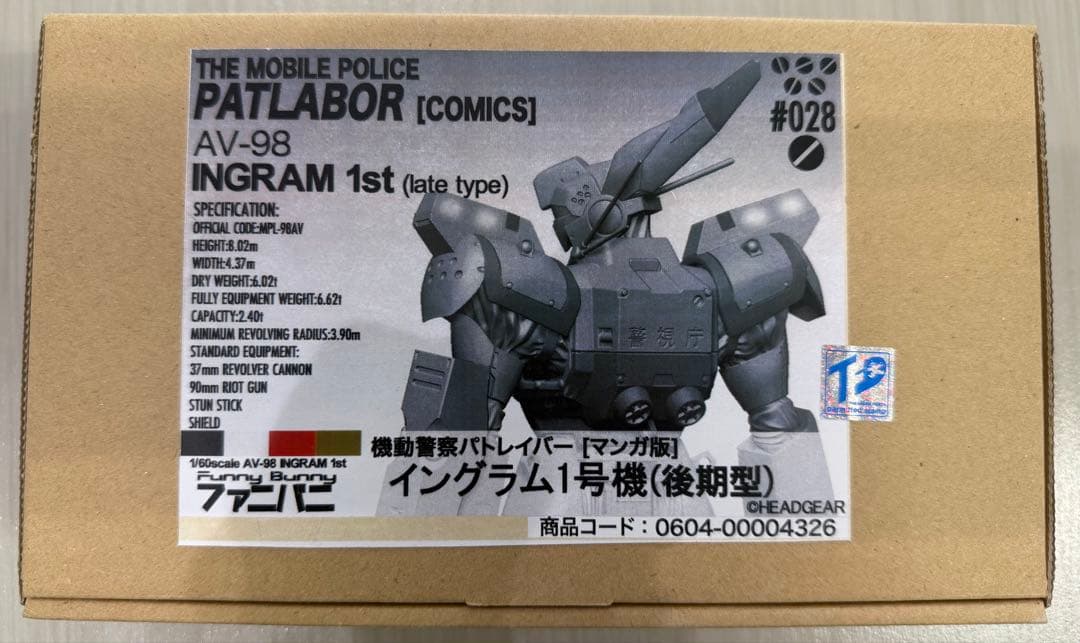 THE MOBILE POLICE
PATLABOR [COMICS]
AV-98
INGRAM 1st (late type)
#028
SPECIFICATION:
OFFICIAL CODE:MPL-98AV
HEIGHT:8.02m
WIDTH:4.37m
DRY WEIGHT:6.02t
FULLY EQUIPMENT WEIGHT:6.62t
CAPACITY:2.40t
MINIMUM REVOLVING RADIUS:3.90m
STANDARD EQUIPMENT:
37mm REVOLVER CANNON
90mm RIOT GUN
STUN STICK
SHIELD
警視庁
1/60scale AV-98 INGRAM 1st
Funny Bunny
ファニバニ
機動警察パトレイバー [マンガ版]
イングラム1号機(後期型)
©HEADGEAR
商品コード：0604-00004326